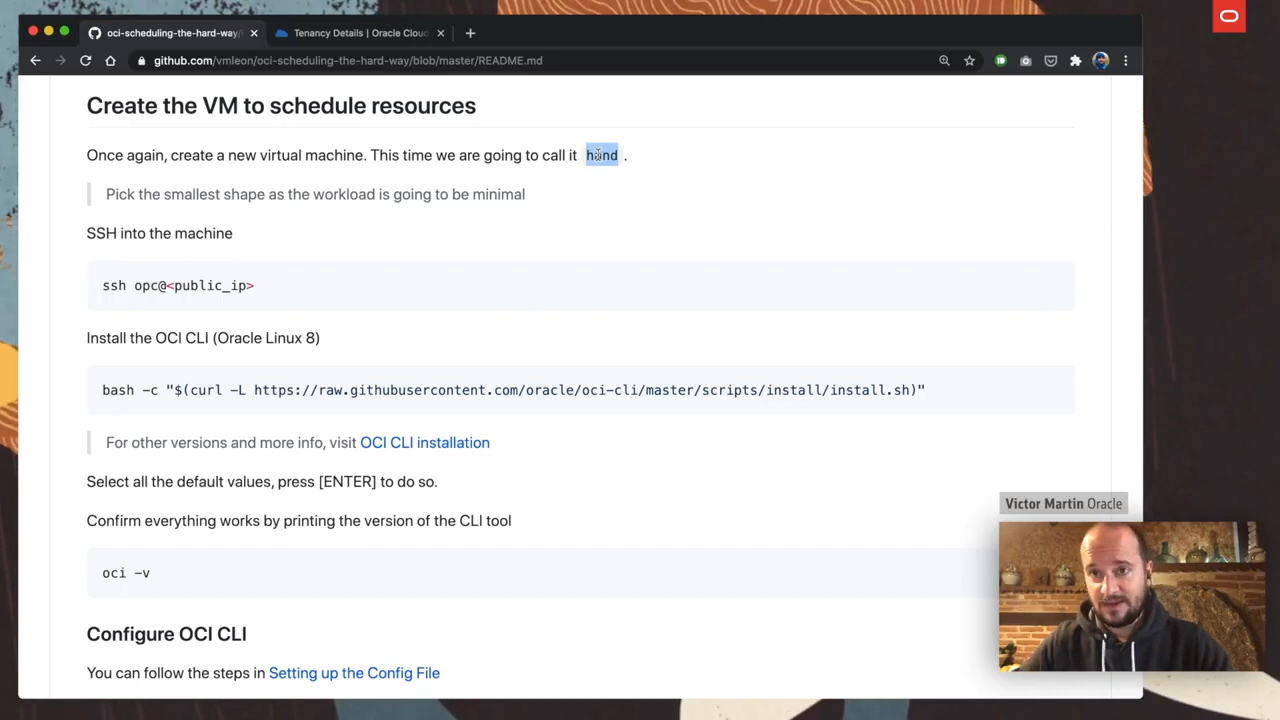 oci-scheduling-the-hard-way/
Tenancy Details | Oracle Cloud
github.com/vmleon/oci-scheduling-the-hard-way/blob/master/README.md
Create the VM to schedule resources
Once again, create a new virtual machine. This time we are going to call it hand .
Pick the smallest shape as the workload is going to be minimal
SSH into the machine
ssh opc@<public_ip>
Install the OCI CLI (Oracle Linux 8)
bash -c "$(curl -L https://raw.githubusercontent.com/oracle/oci-cli/master/scripts/install/install.sh)"
For other versions and more info, visit OCI CLI installation
Select all the default values, press [ENTER] to do so.
Confirm everything works by printing the version of the CLI tool
oci -v
Configure OCI CLI
You can follow the steps in Setting up the Config File
Victor Martin Oracle